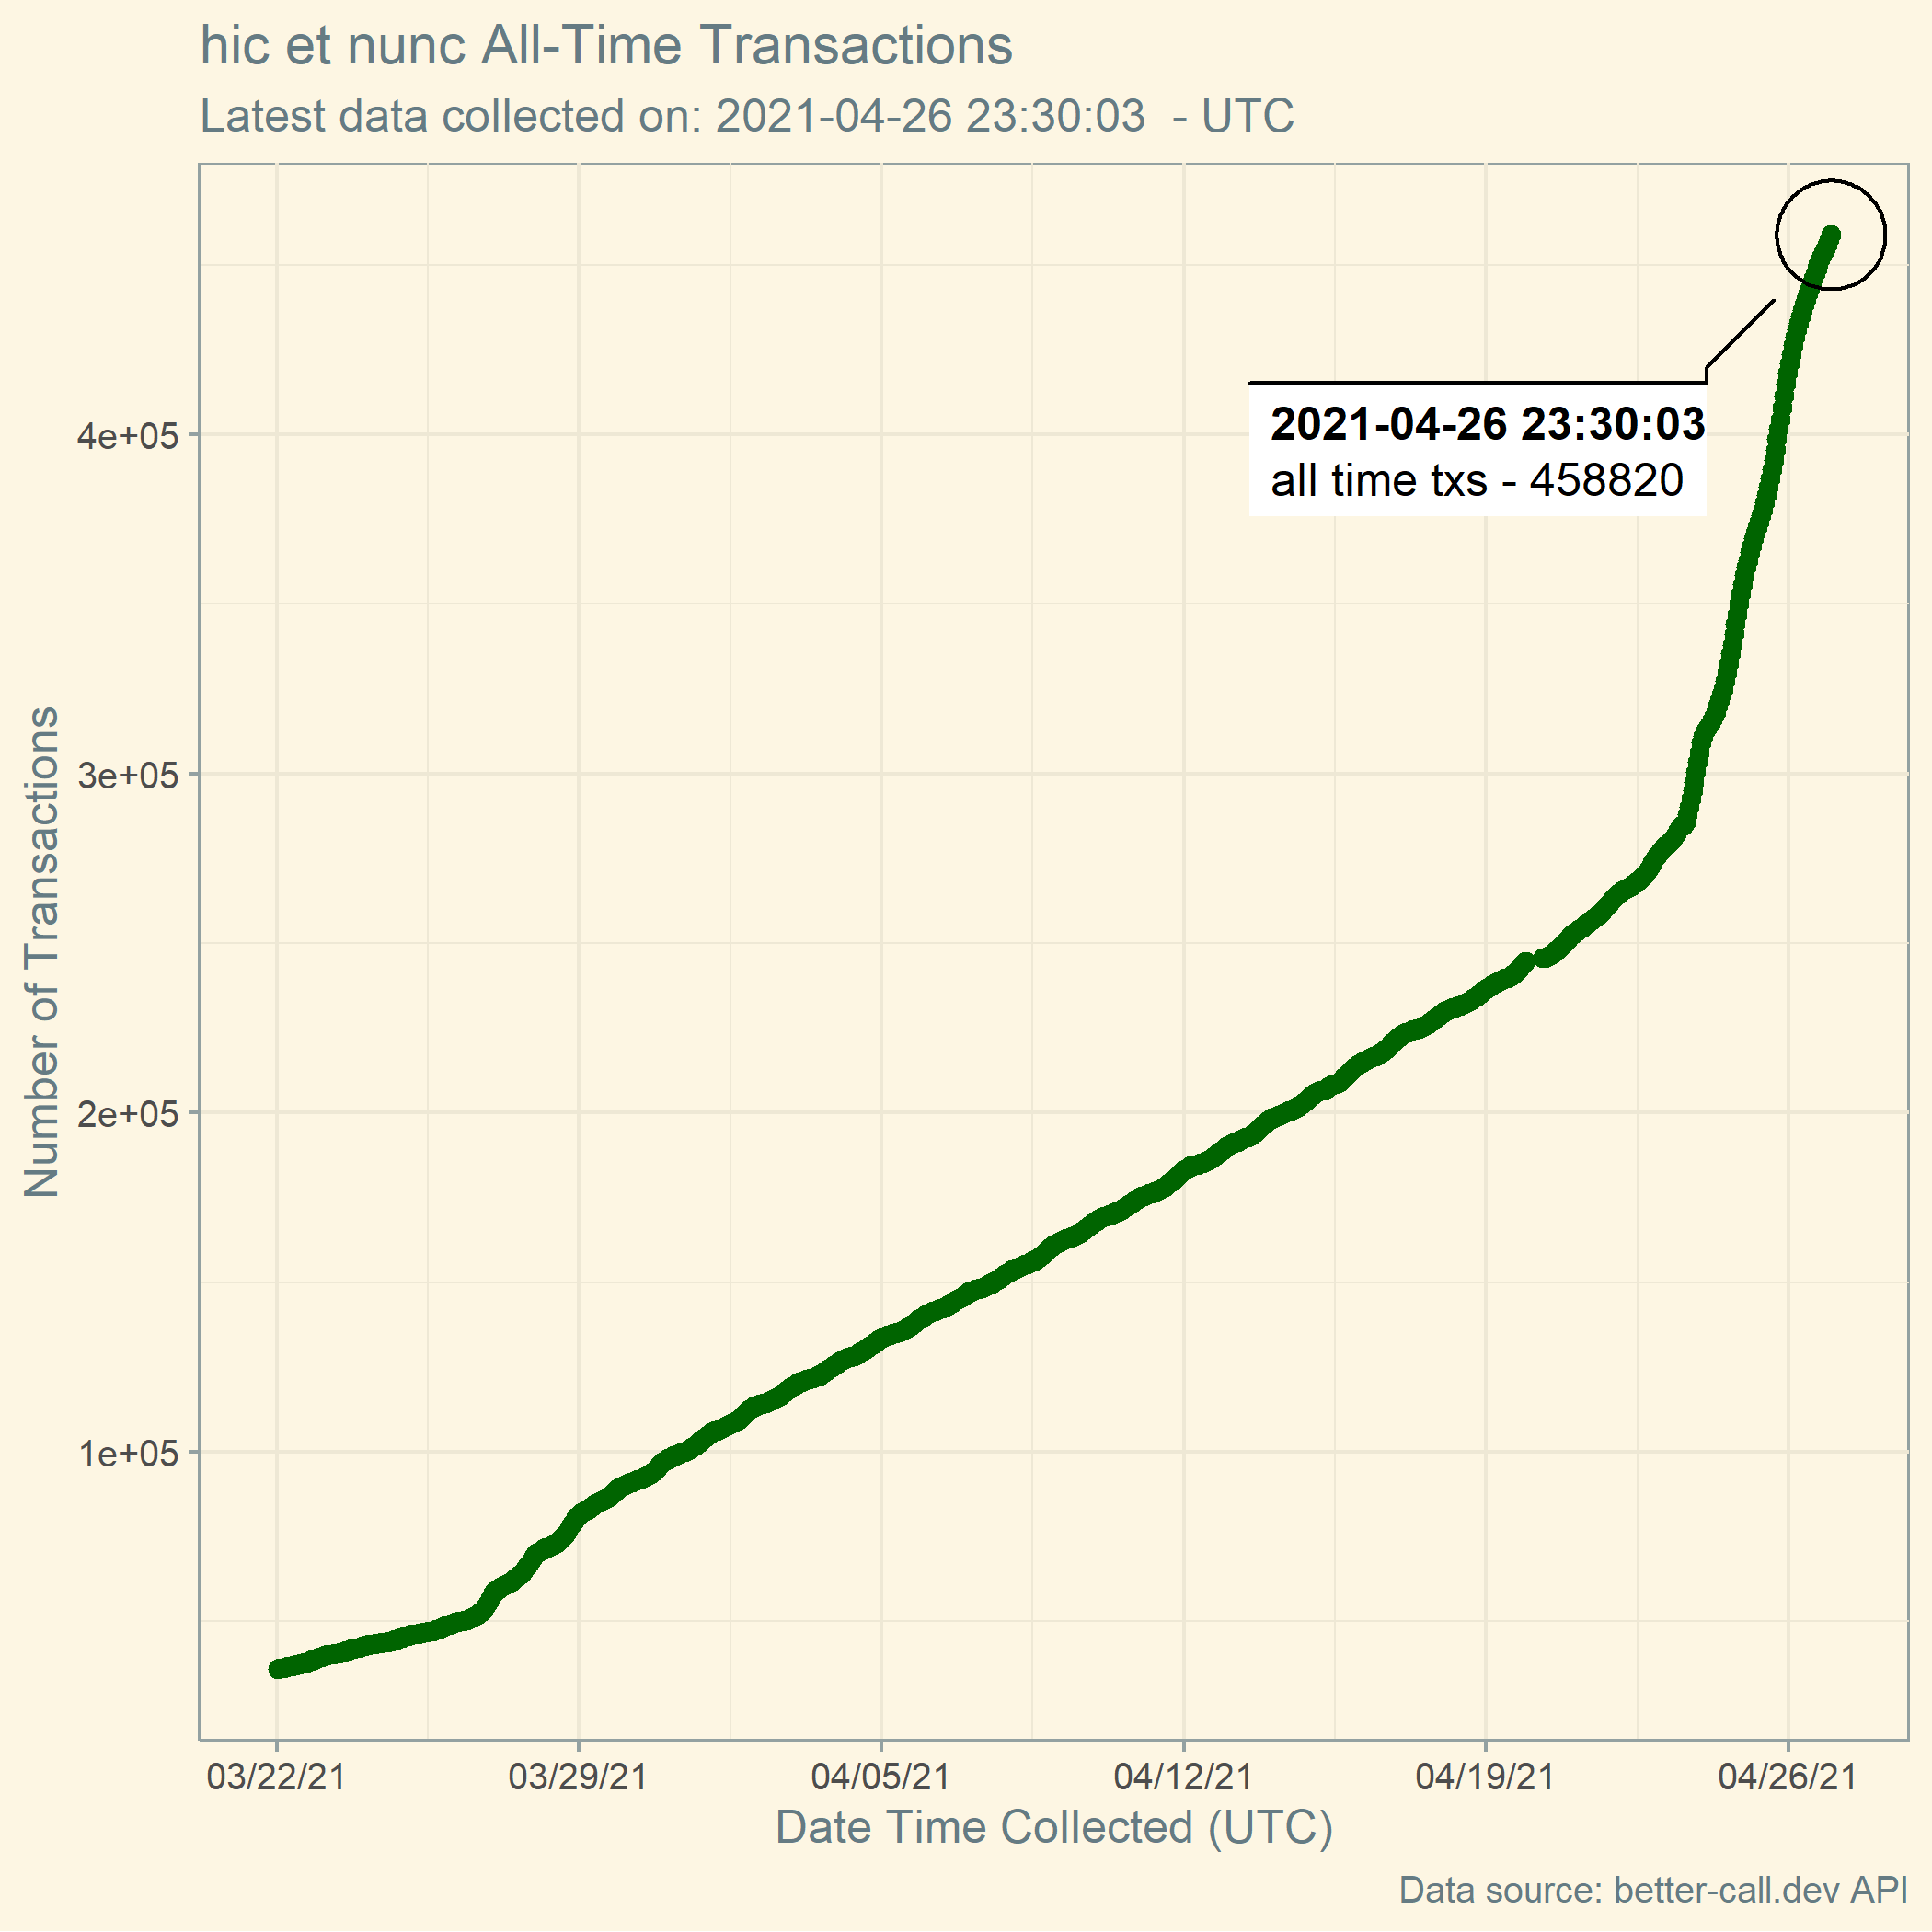 hic et nunc All-Time Transactions
Latest data collected on: 2021-04-26 23:30:03  - UTC
Number of Transactions
4e+05
3e+05
2e+05
1e+05
2021-04-26 23:30:03
all time txs - 458820
03/22/21 03/29/21 04/05/21 04/12/21 04/19/21 04/26/21
Date Time Collected (UTC)
Data source: better-call.dev API